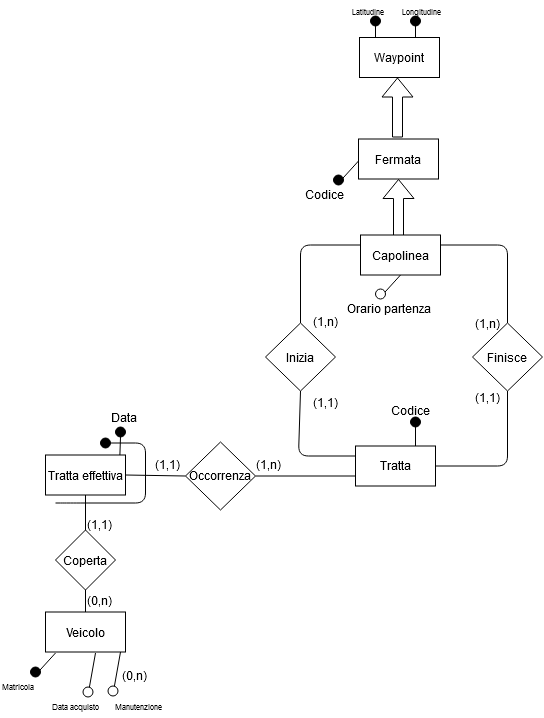 Latitudine
Longitudine
Waypoint
Fermata
Codice
Capolinea
Orario partenza
(1,n)
(1,n)
Inizia
Finisce
(1,1)
(1,1)
Data
Codice
(1,1)
(1,n)
Tratta
Tratta effettiva
Occorrenza
(1,1)
Coperta
(0,n)
Veicolo
(0,n)
Matricola
Data acquisto
Manutenzione